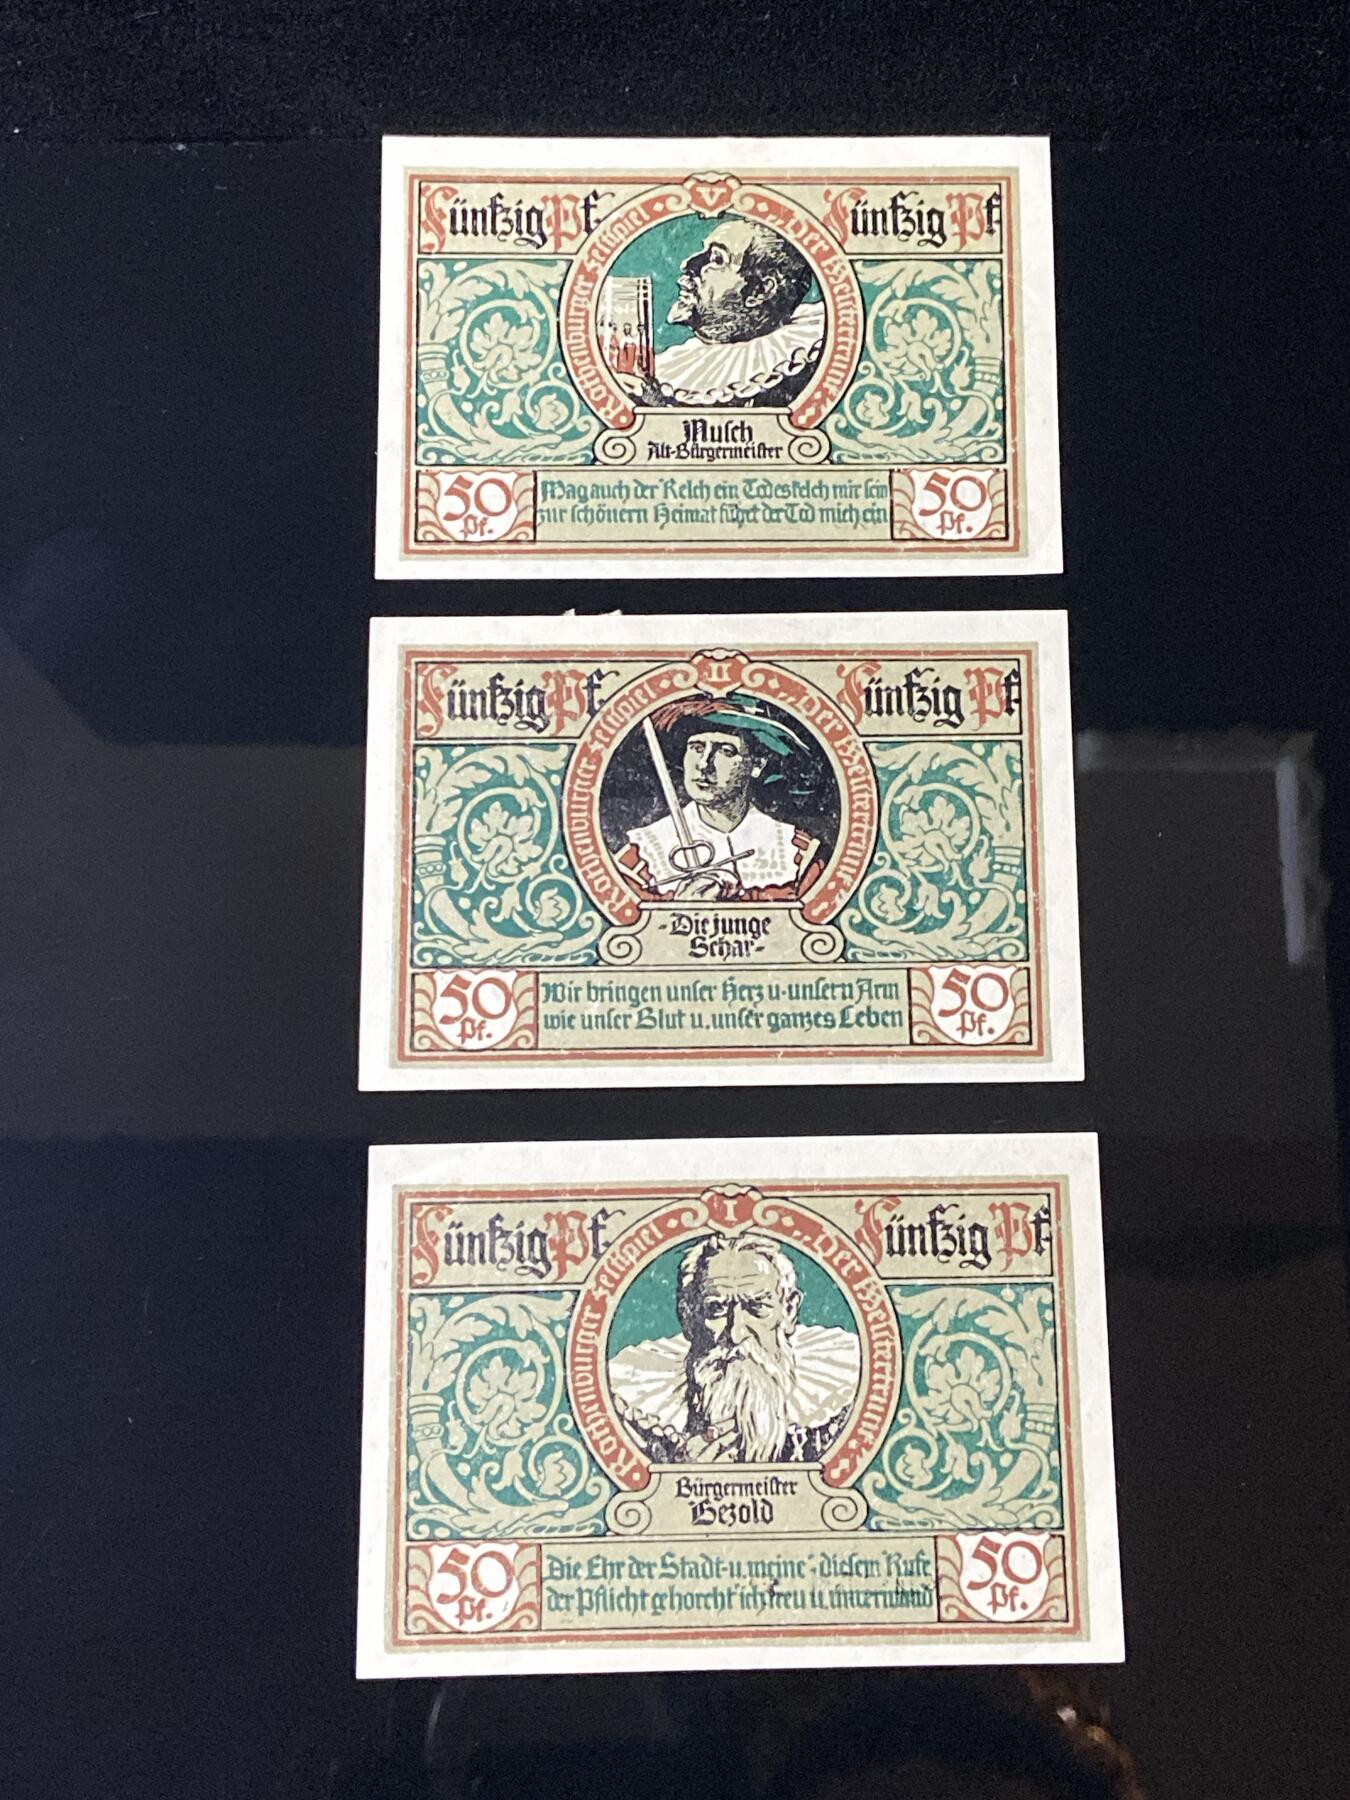 Fünfzig Pf
V
Fünfzig Pf
Rothenburger Festspiel „Der Meistertrunk“
Nusch
Alt-Bürgermeister
50
Pf.
Mag auch der Kelch ein Todeskelch mir sein
zur schönern Heimat führet der Tod mich ein
50
Pf.
Fünfzig Pf
II
Fünfzig Pf
Rothenburger Festspiel „Der Meistertrunk“
-Die junge
Schar-
50
Pf.
Wir bringen unser Herz u. unsern Arm
wie unser Blut u. unser ganzes Leben
50
Pf.
Fünfzig Pf
I
Fünfzig Pf
Rothenburger Festspiel „Der Meistertrunk“
Bürgermeister
Bezold
50
Pf.
Die Ehr der Stadt u. meine - diesem Rufe
der Pflicht gehorcht ich treu u.
50
Pf.